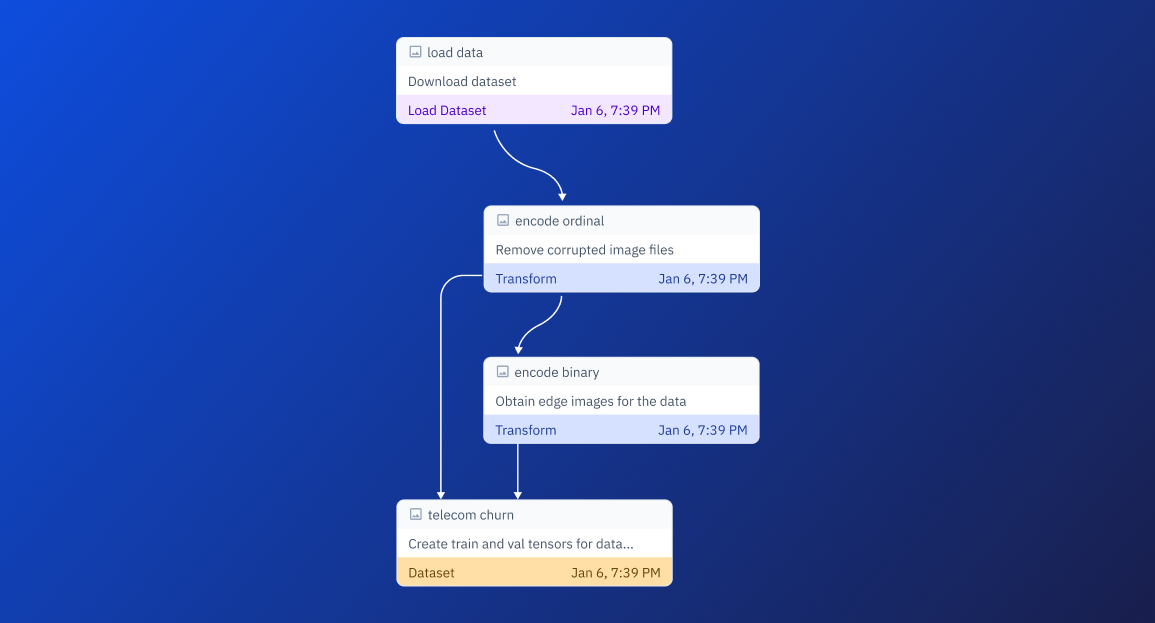 load data
Download dataset
Load Dataset Jan 6, 7:39 PM
encode ordinal
Remove corrupted image files
Transform Jan 6, 7:39 PM
encode binary
Obtain edge images for the data
Transform Jan 6, 7:39 PM
telecom churn
Create train and val tensors for data...
Dataset Jan 6, 7:39 PM